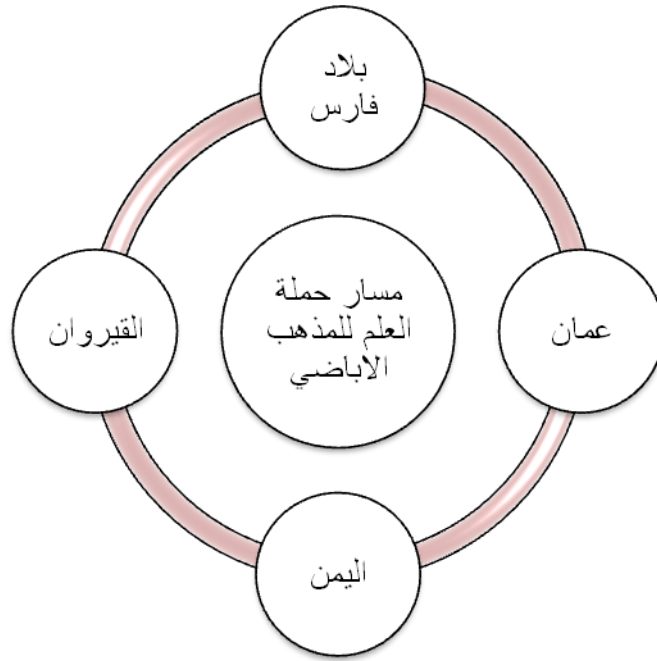 بلاد
فارس
عمان
اليمن
القيروان
مسار حملة
العلم للمذهب
الاباضي